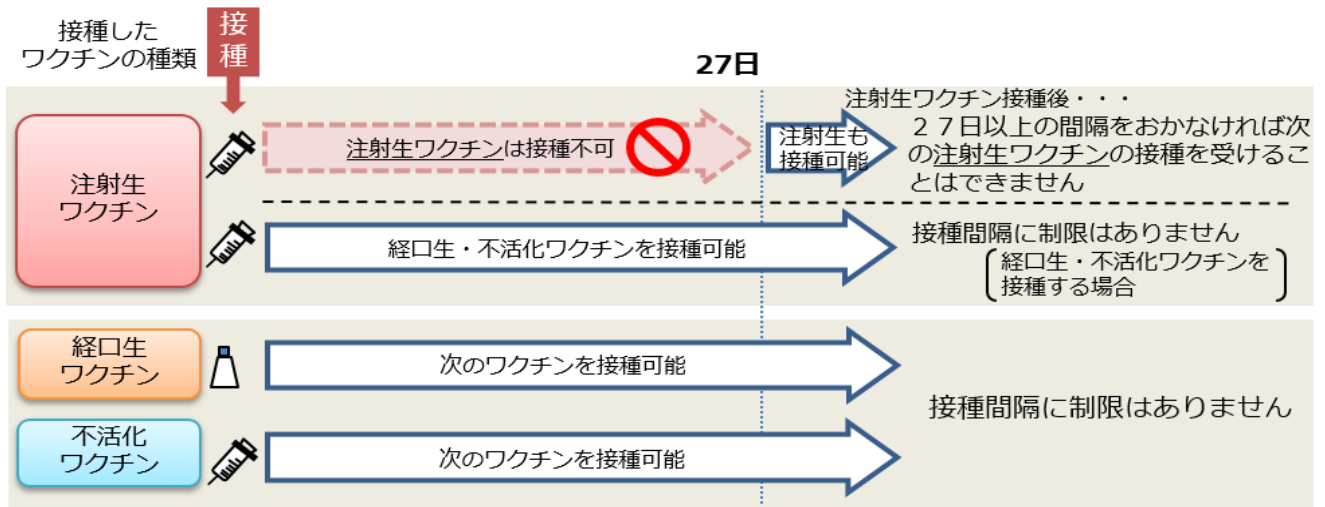 接種した
ワクチンの種類
接
種
27日
注射生
ワクチン
注射生ワクチンは接種不可
注射生も
接種可能
注射生ワクチン接種後・・・
２７日以上の間隔をおかなければ次
の注射生ワクチンの接種を受けるこ
とはできません
経口生・不活化ワクチンを接種可能
接種間隔に制限はありません
経口生・不活化ワクチンを
接種する場合
経口生
ワクチン
次のワクチンを接種可能
接種間隔に制限はありません
不活化
ワクチン
次のワクチンを接種可能